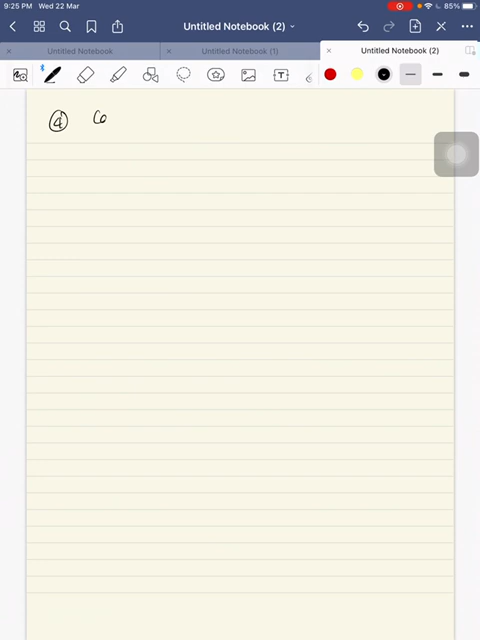 9:25 PM Wed 22 Mar 85%
Untitled Notebook (2)
Untitled Notebook Untitled Notebook (1) Untitled Notebook (2)
④ Co